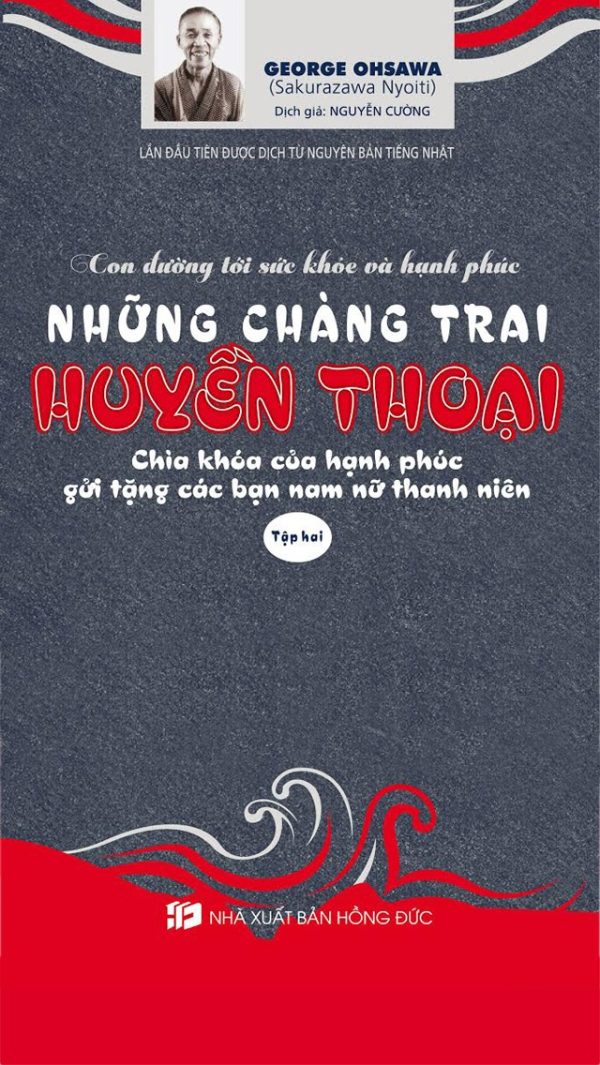 GEORGE OHSAWA
(Sakurazawa Nyoiti)
Dịch giả: NGUYỄN CƯỜNG
LẦN ĐẦU TIÊN ĐƯỢC DỊCH TỪ NGUYÊN BẢN TIẾNG NHẬT
Con đường tới sức khỏe và hạnh phúc
NHỮNG CHÀNG TRAI
HUYỀN THOẠI
Chìa khóa của hạnh phúc
gửi tặng các bạn nam nữ thanh niên
Tập hai
NHÀ XUẤT BẢN HỒNG ĐỨC